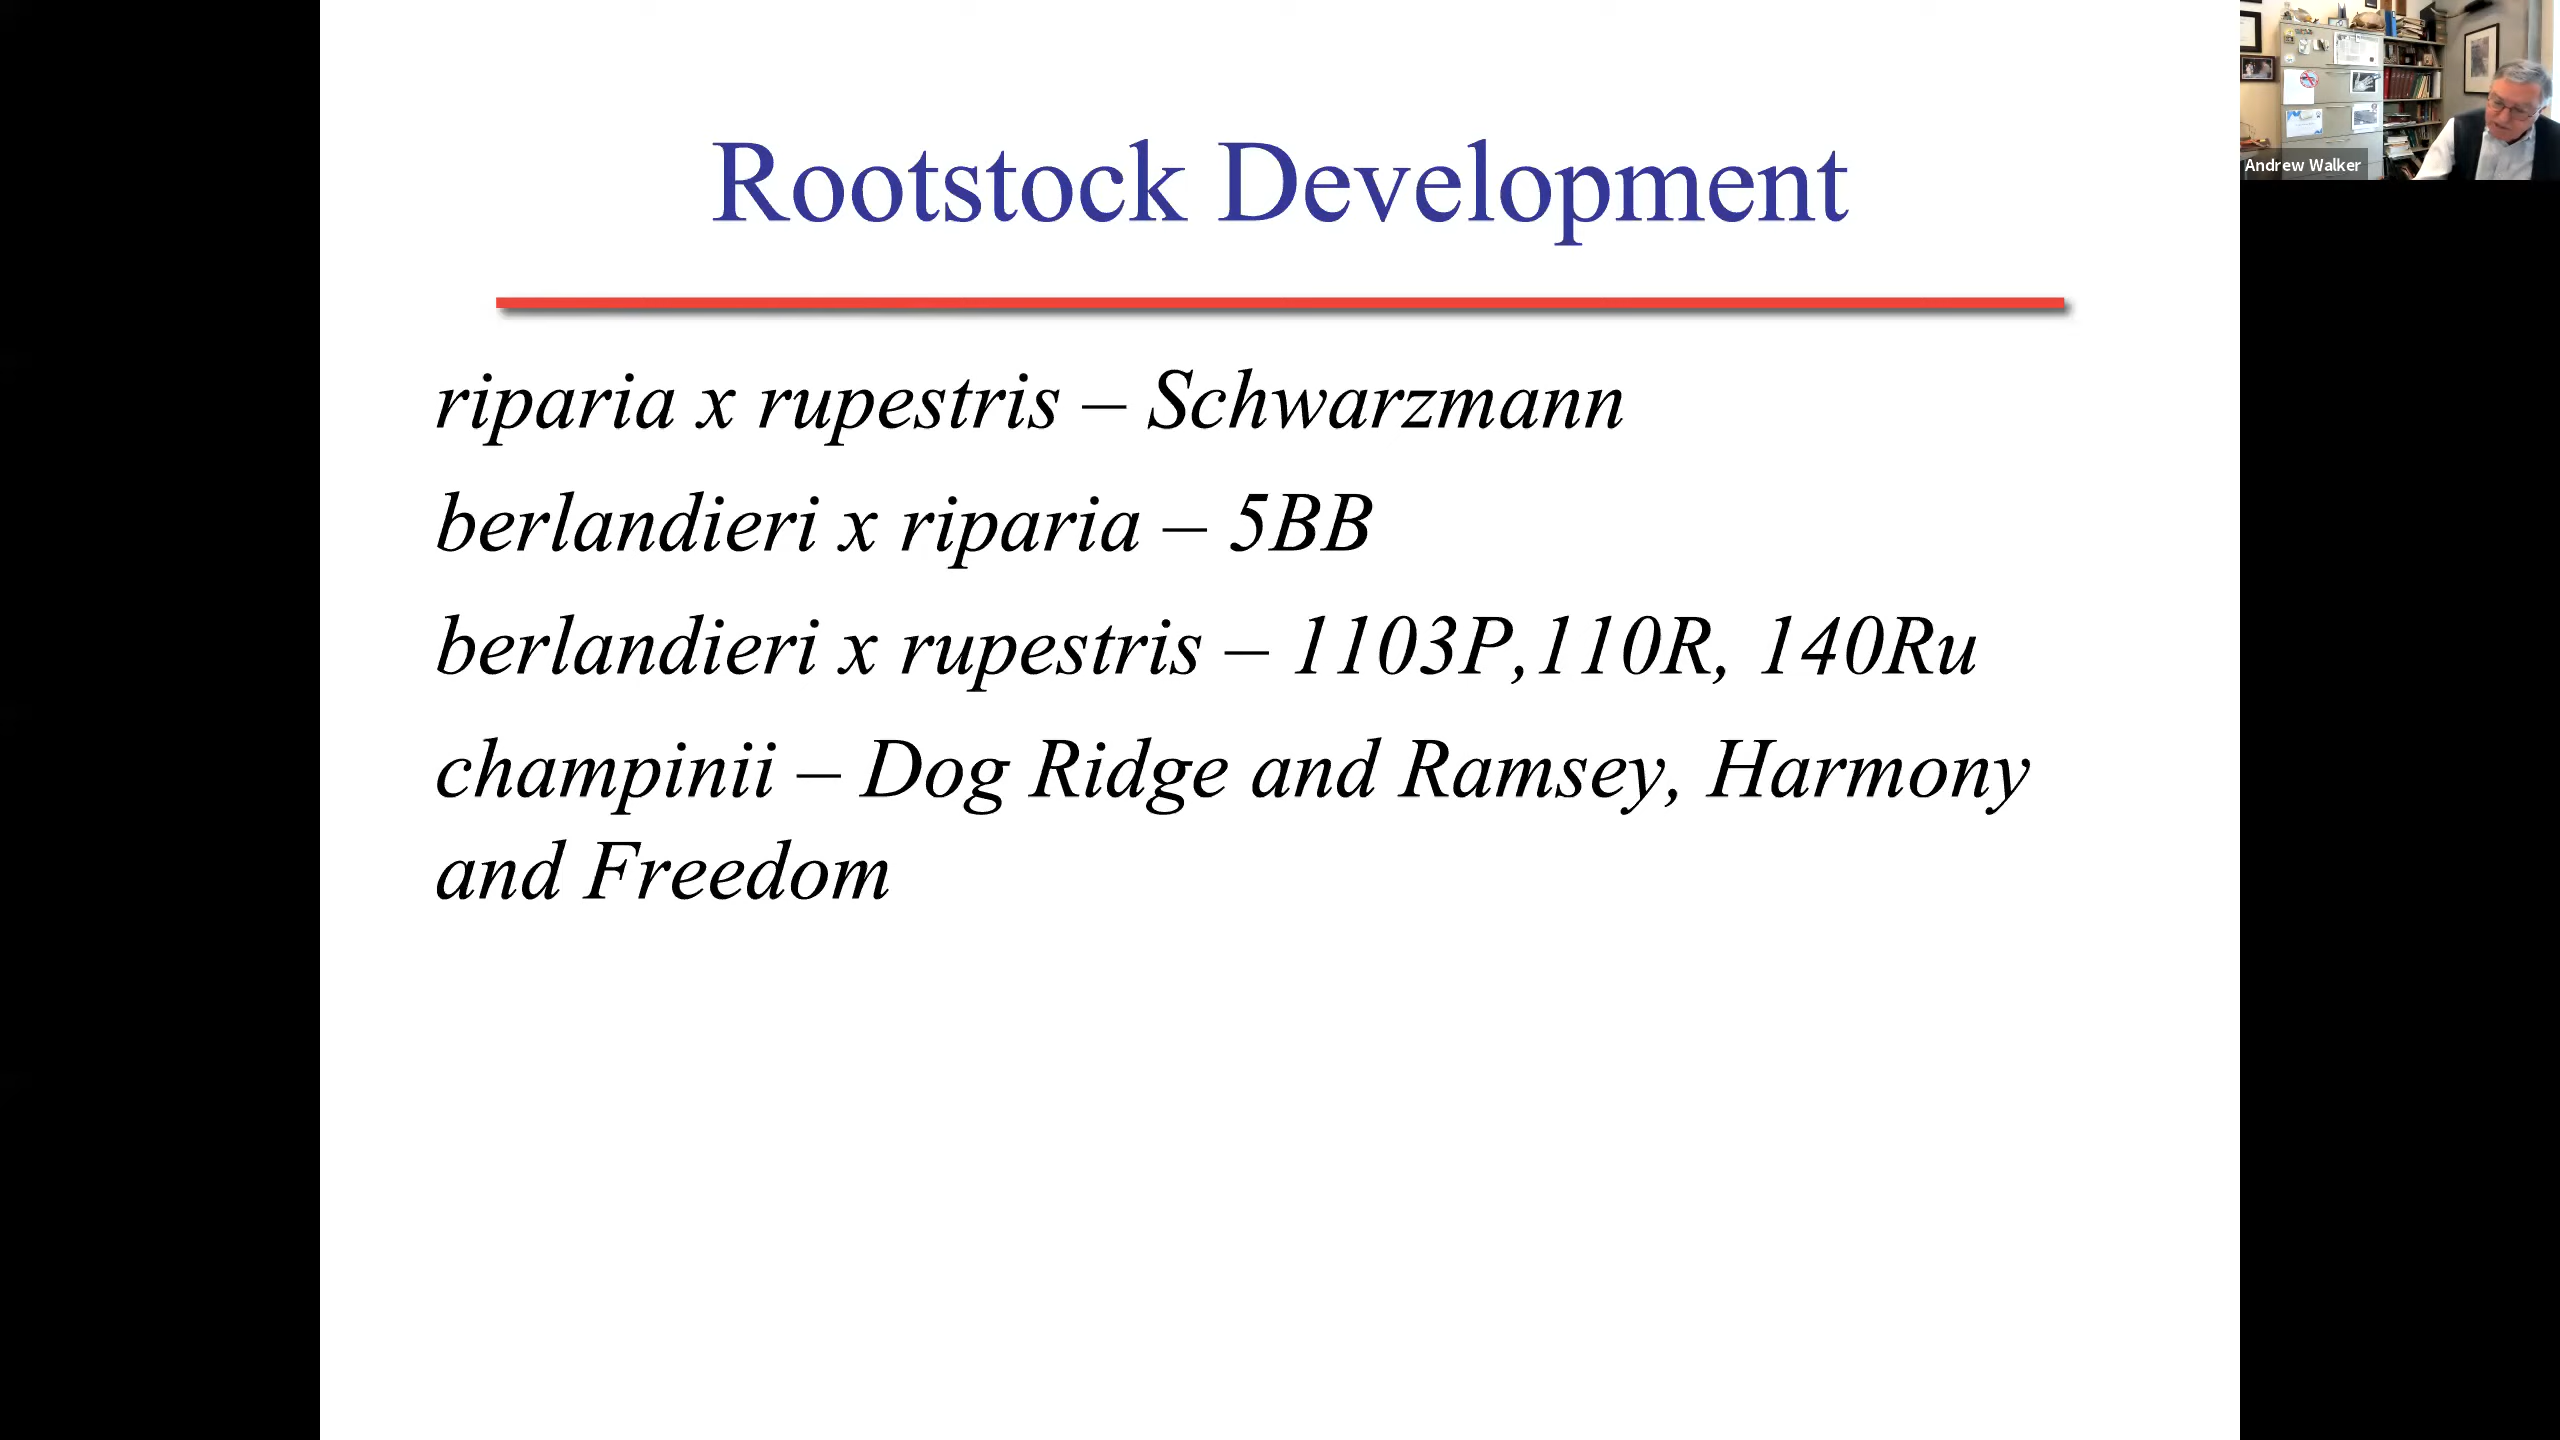 Rootstock Development
riparia x rupestris – Schwarzmann
berlandieri x riparia – 5BB
berlandieri x rupestris – 1103P,110R, 140Ru
champinii – Dog Ridge and Ramsey, Harmony
and Freedom
Andrew Walker